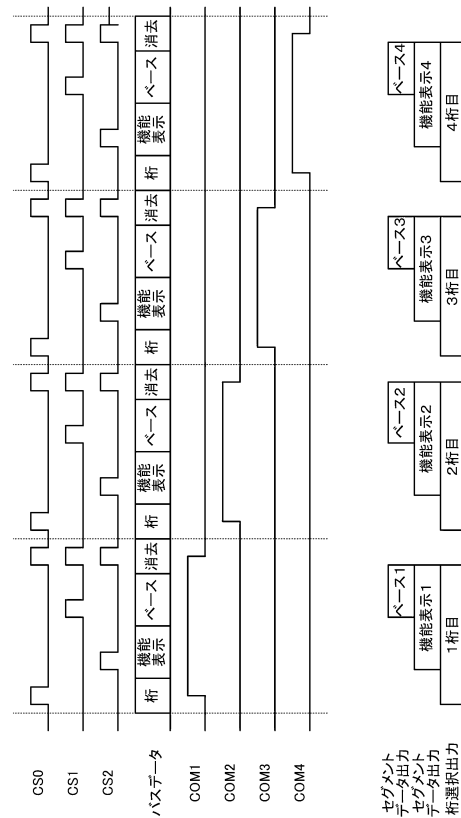 CS0
CS1
CS2
バスデータ
桁 機能表示 ベース 消去 桁 機能表示 ベース 消去 桁 機能表示 ベース 消去 桁 機能表示 ベース 消去
COM1
COM2
COM3
COM4
セグメント
データ出力
ベース1 ベース2 ベース3 ベース4
セグメント
データ出力
機能表示1 機能表示2 機能表示3 機能表示4
桁選択出力
1桁目 2桁目 3桁目 4桁目